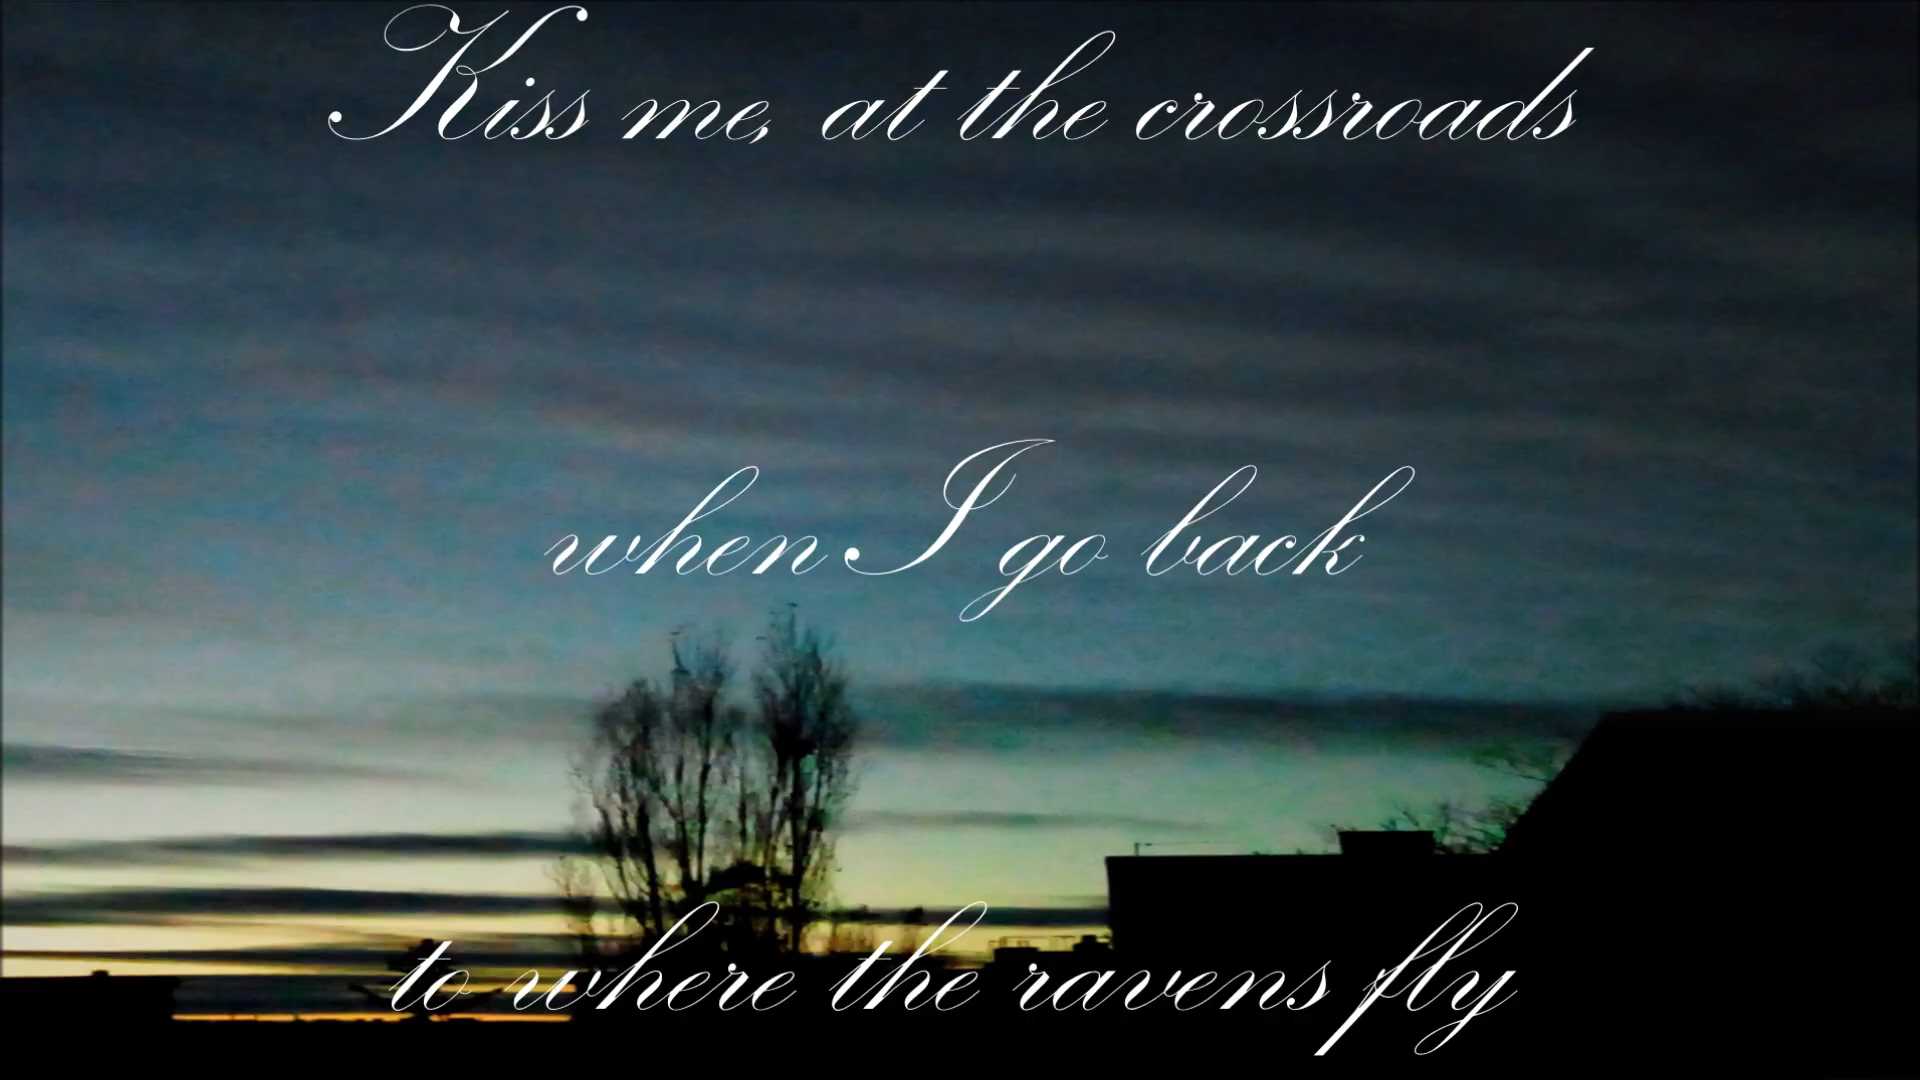 Kiss me, at the crossroads
when I go back
to where the ravens fly